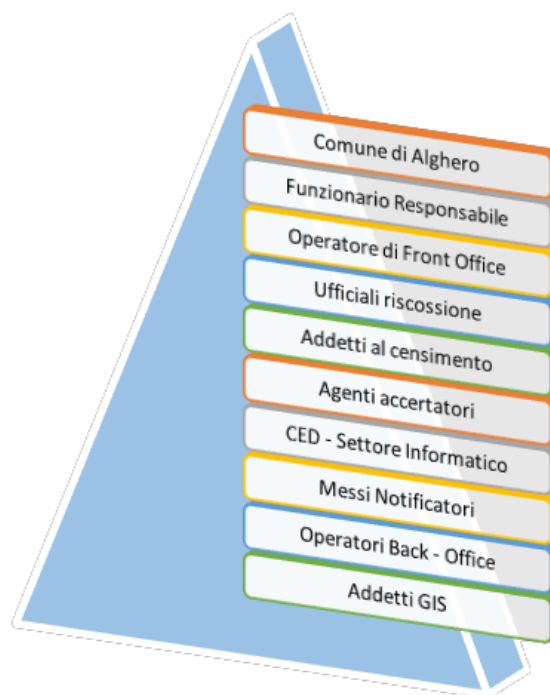 Comune di Alghero
Funzionario Responsabile
Operatore di Front Office
Ufficiali riscossione
Addetti al censimento
Agenti accertatori
CED - Settore Informatico
Messi Notificatori
Operatori Back - Office
Addetti GIS